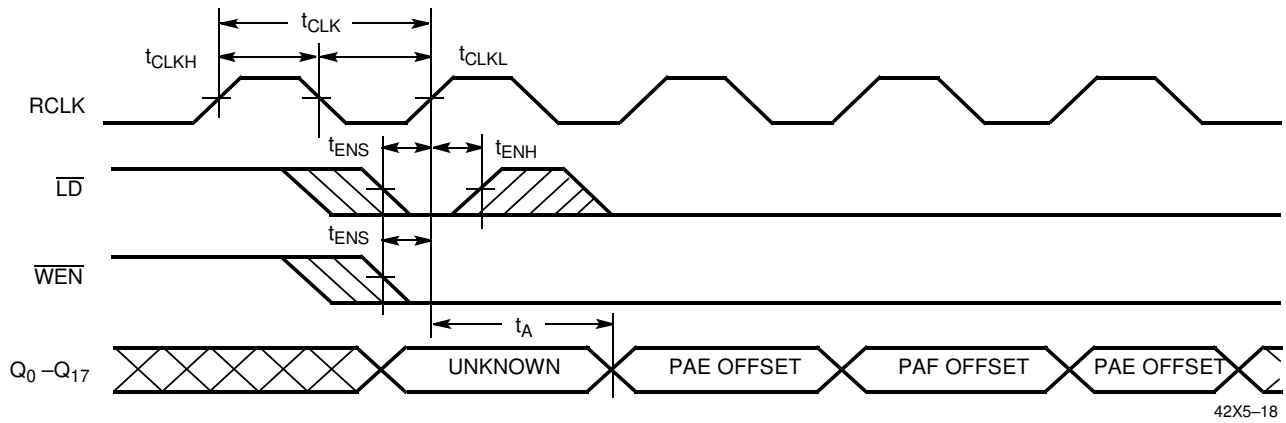 tCLK
tCLKH
tCLKL
RCLK
tENS
tENH
LD
tENS
WEN
tA
Q0 –Q17
UNKNOWN
PAE OFFSET
PAF OFFSET
PAE OFFSET
42X5–18